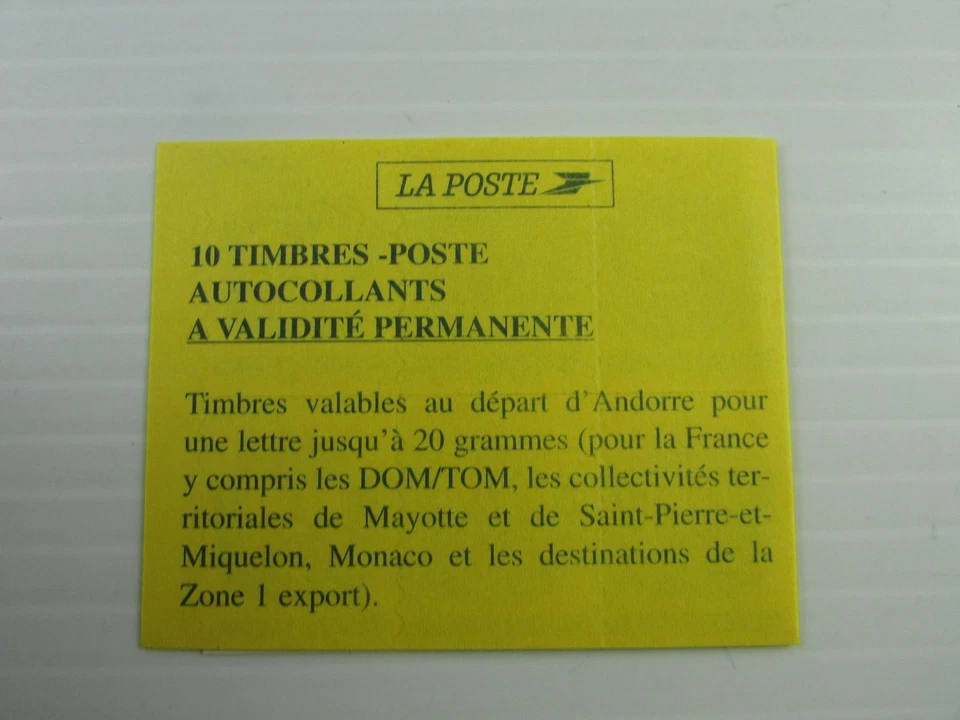 LA POSTE
10 TIMBRES -POSTE
AUTOCOLLANTS
A VALIDITÉ PERMANENTE
Timbres valables au départ d'Andorre pour
une lettre jusqu'à 20 grammes (pour la France
y compris les DOM/TOM, les collectivités ter-
ritoriales de Mayotte et de Saint-Pierre-et-
Miquelon, Monaco et les destinations de la
Zone 1 export).